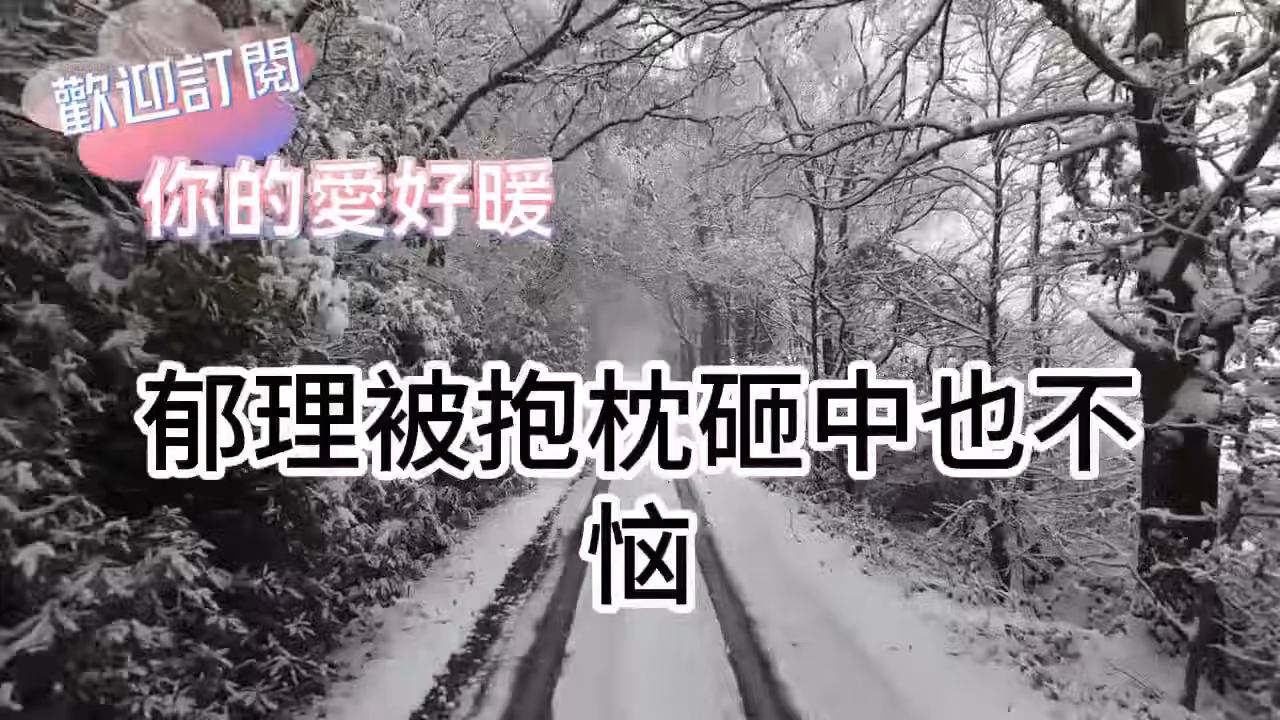 歡迎訂閱
你的愛好暖
郁理被抱枕砸中也不
恼